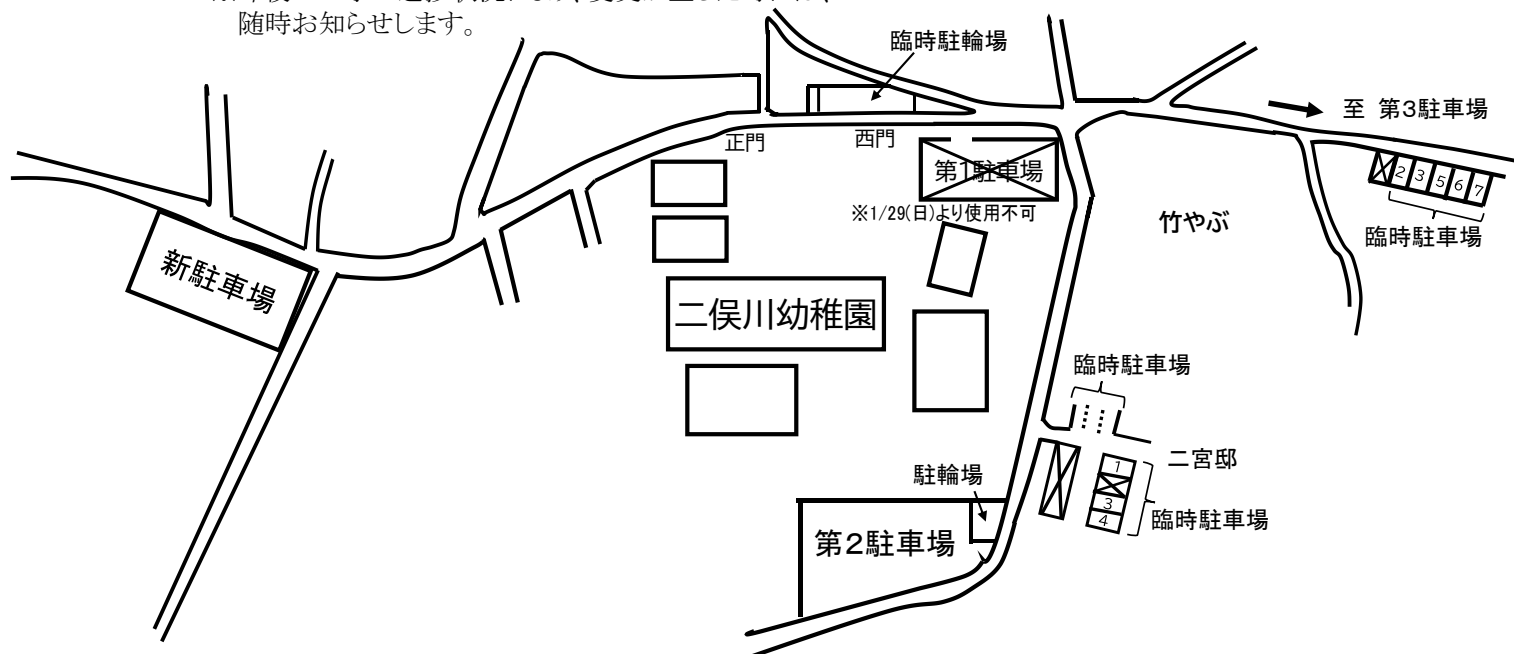 随時お知らせします。
臨時駐輪場
至 第3駐車場
正門
西門
第1駐車場
※1/29(日)より使用不可
2 3 5 6 7
臨時駐車場
竹やぶ
新駐車場
二俣川幼稚園
臨時駐車場
二宮邸
1
3
4
臨時駐車場
駐輪場
第2駐車場